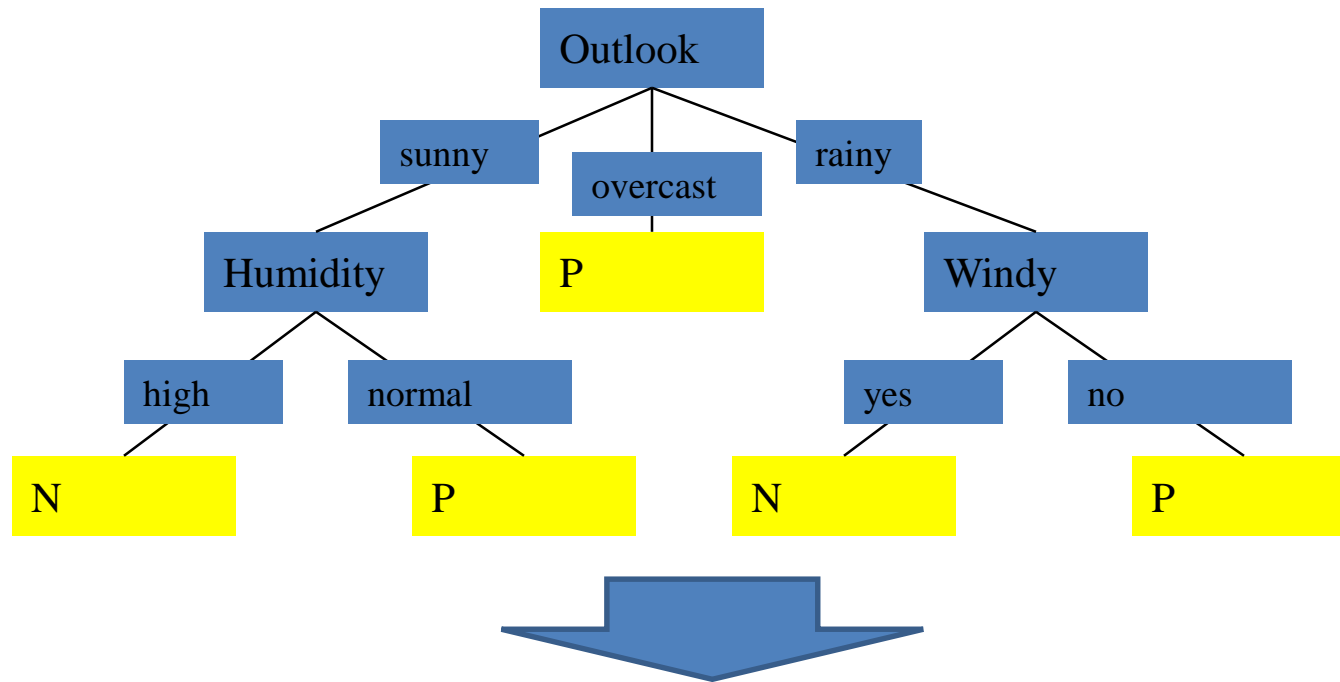 Outlook
sunny
overcast
rainy
Humidity
P
Windy
high
normal
yes
no
N
P
N
P